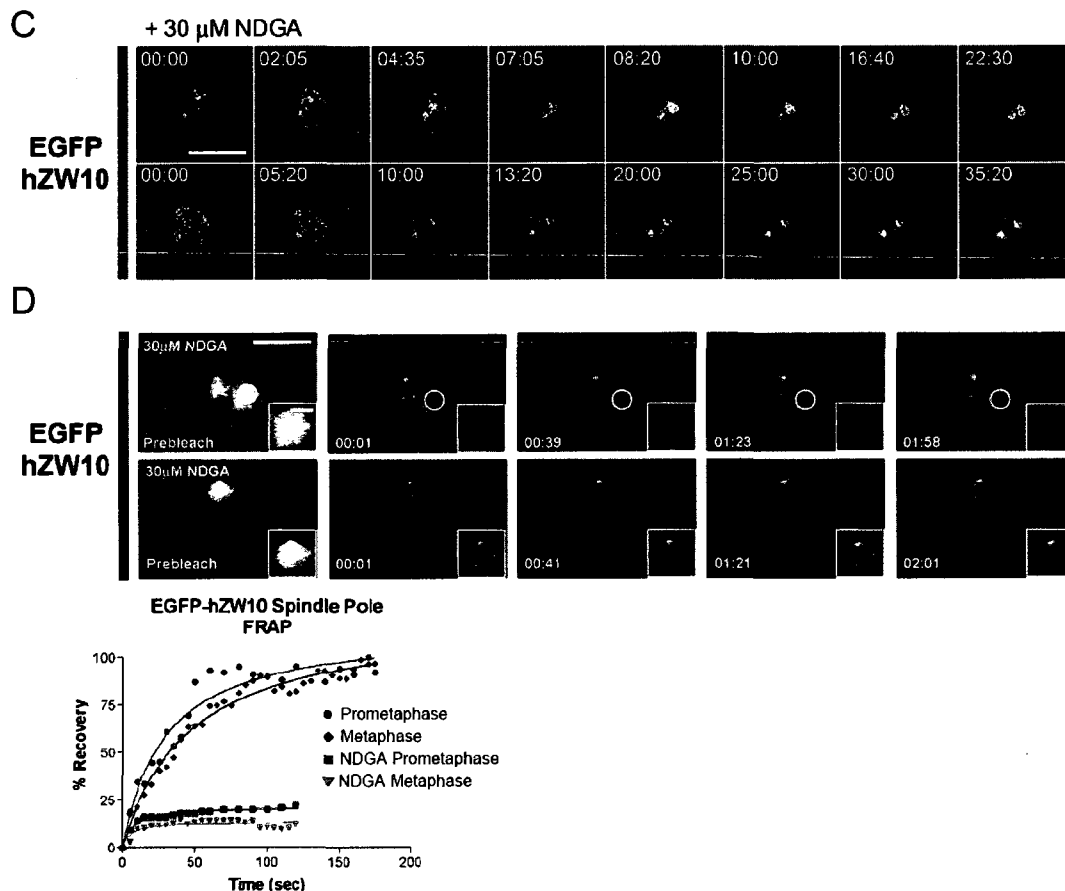 C
+ 30 μM NDGA
EGFP
hZW10
00:00 02:05 04:35 07:05 08:20 10:00 16:40 22:30
00:00 05:20 10:00 13:20 20:00 25:00 30:00 35:20
D
EGFP
hZW10
30μM NDGA
Prebleach 00:01 00:39 01:23 01:58
30μM NDGA
Prebleach 00:01 00:41 01:21 02:01
EGFP-hZW10 Spindle Pole
FRAP
% Recovery
100
75
50
25
0
0 50 100 150 200
Time (sec)
Prometaphase
Metaphase
NDGA Prometaphase
NDGA Metaphase